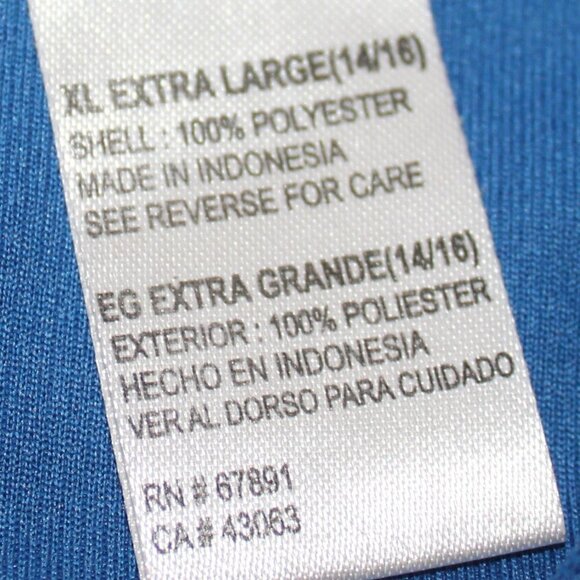 XL EXTRA LARGE(14/16)
SHELL : 100% POLYESTER
MADE IN INDONESIA
SEE REVERSE FOR CARE
EG EXTRA GRANDE(14/16)
EXTERIOR : 100% POLIESTER
HECHO EN INDONESIA
VER AL DORSO PARA CUIDADO
RN # 67891
CA # 43063